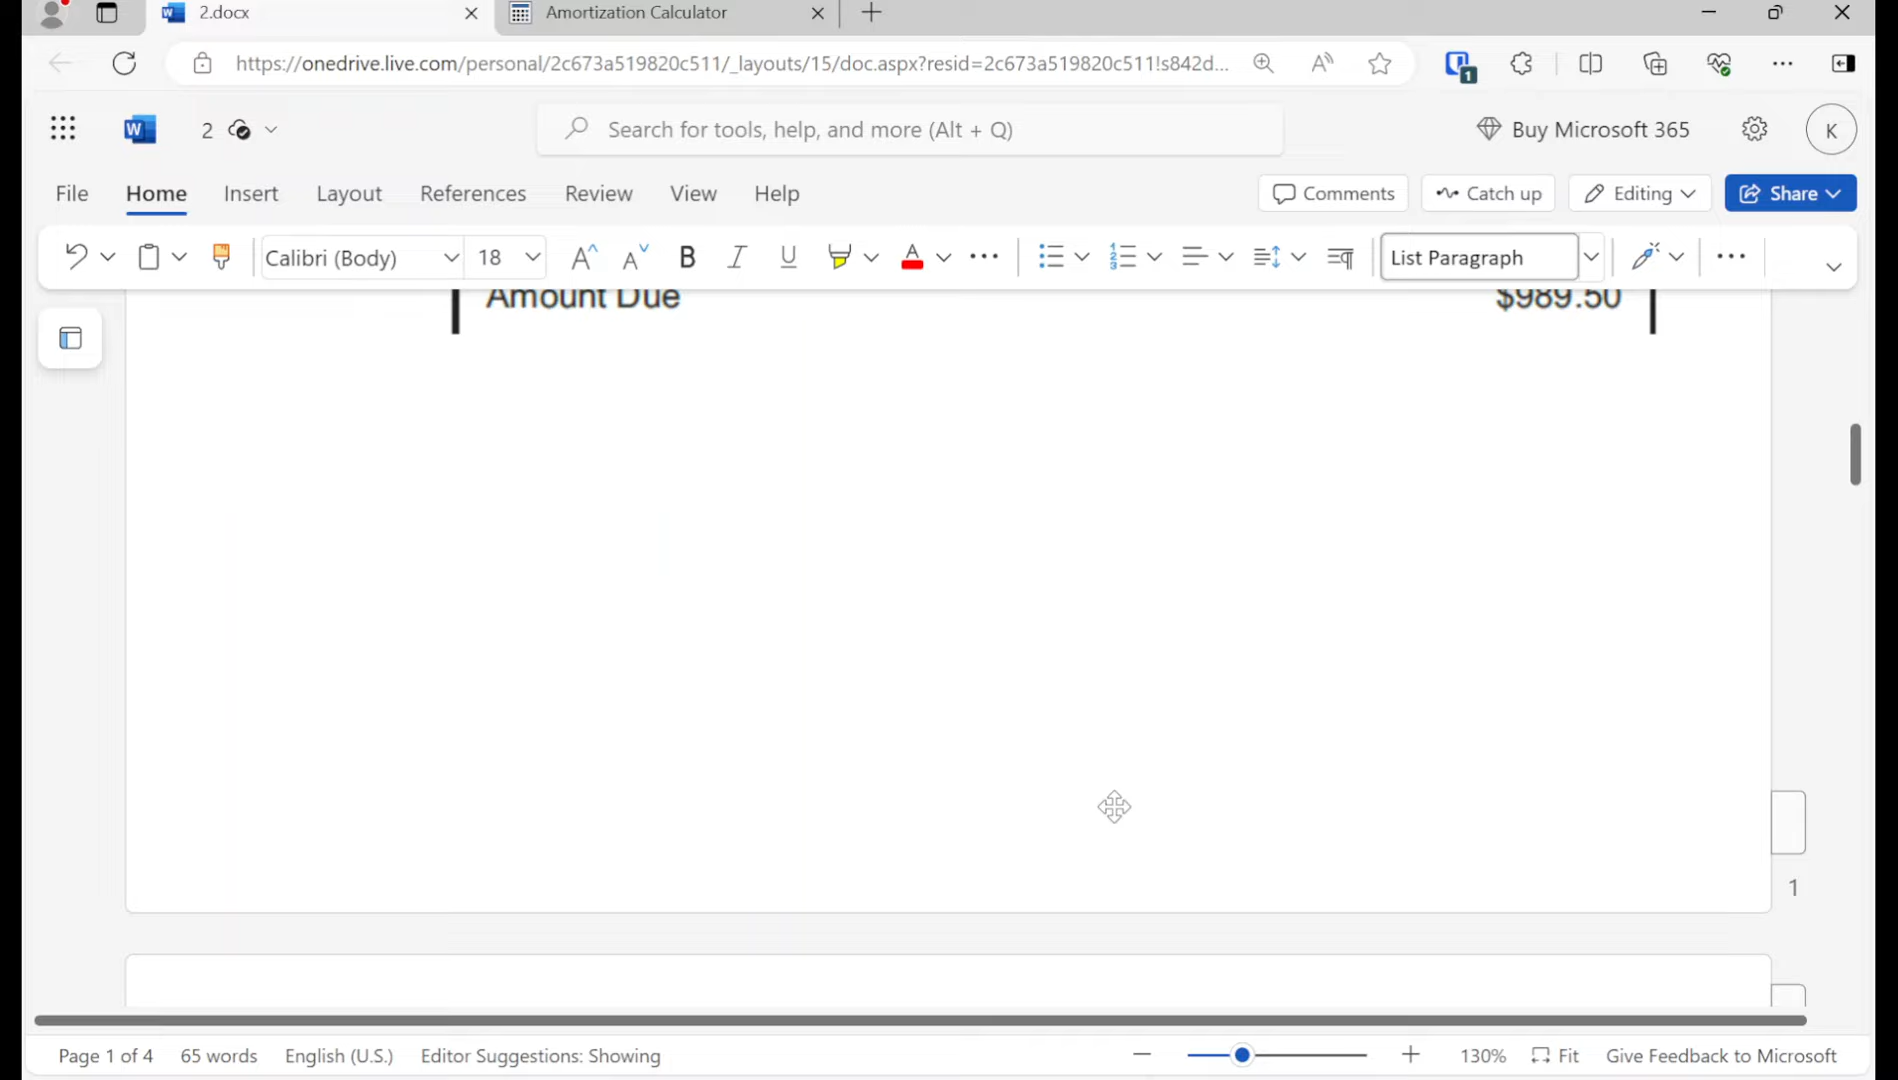 2.docx
Amortization Calculator
https://onedrive.live.com/personal/2c673a519820c511/_layouts/15/doc.aspx?resid=2c673a519820c511!s842d...
1
2
Search for tools, help, and more (Alt + Q)
Buy Microsoft 365
K
File
Home
Insert
Layout
References
Review
View
Help
Comments
Catch up
Editing
Share
Calibri (Body)
18
List Paragraph
Amount Due $989.50
1
Page 1 of 4
65 words
English (U.S.)
Editor Suggestions: Showing
130%
Fit
Give Feedback to Microsoft